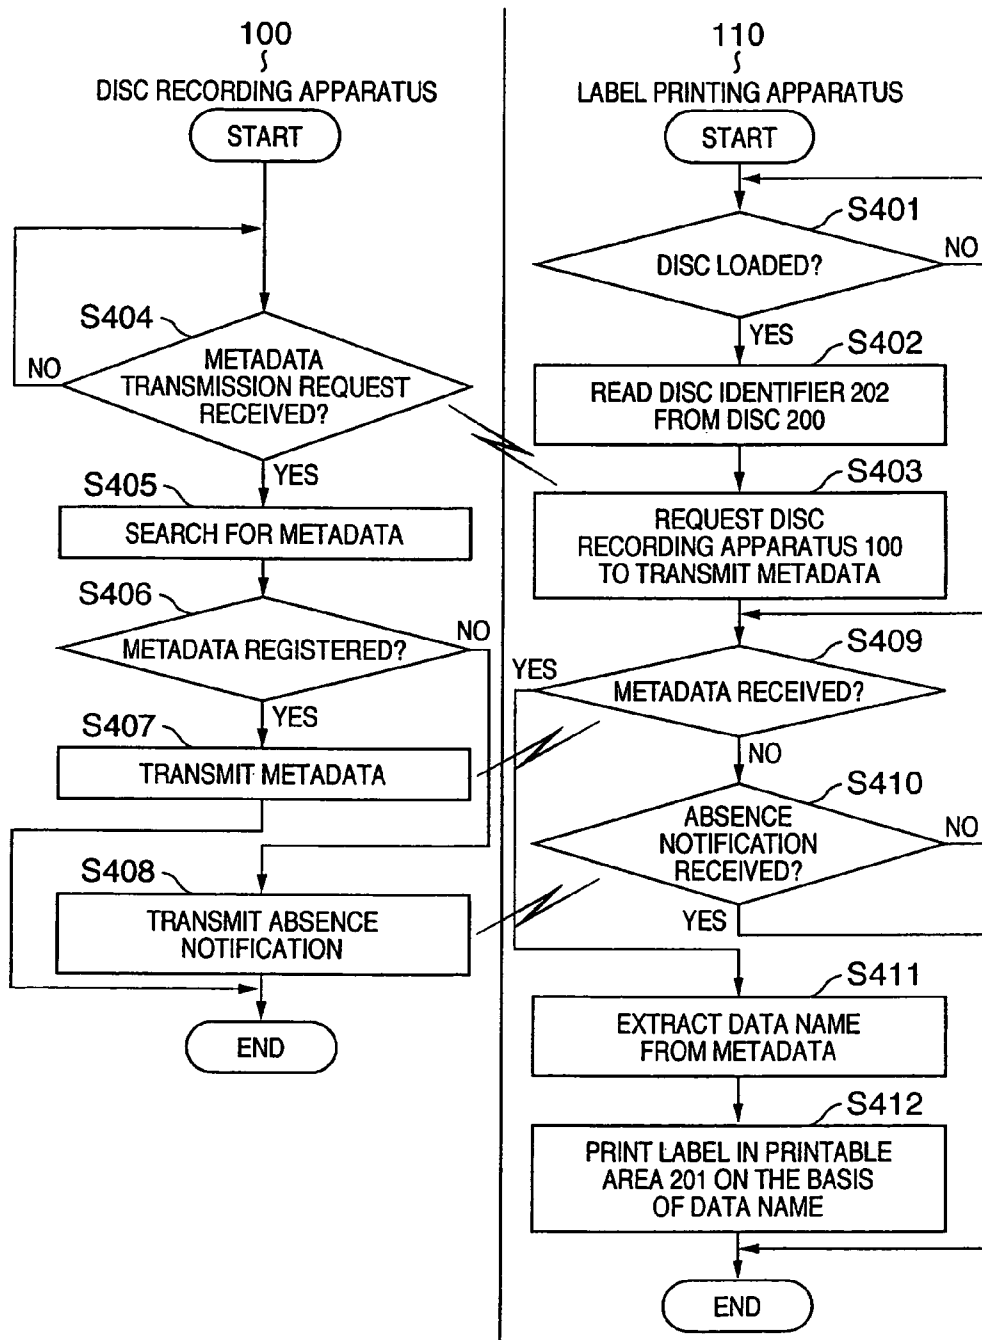 100
DISC RECORDING APPARATUS
START
S404
METADATA
TRANSMISSION REQUEST
RECEIVED?
NO
YES
S405
SEARCH FOR METADATA
S406
METADATA REGISTERED?
NO
YES
S407
TRANSMIT METADATA
S408
TRANSMIT ABSENCE
NOTIFICATION
END
110
LABEL PRINTING APPARATUS
START
S401
DISC LOADED?
NO
YES
S402
READ DISC IDENTIFIER 202
FROM DISC 200
S403
REQUEST DISC
RECORDING APPARATUS 100
TO TRANSMIT METADATA
S409
YES
METADATA RECEIVED?
NO
S410
ABSENCE
NOTIFICATION
RECEIVED?
NO
YES
S411
EXTRACT DATA NAME
FROM METADATA
S412
PRINT LABEL IN PRINTABLE
AREA 201 ON THE BASIS
OF DATA NAME
END